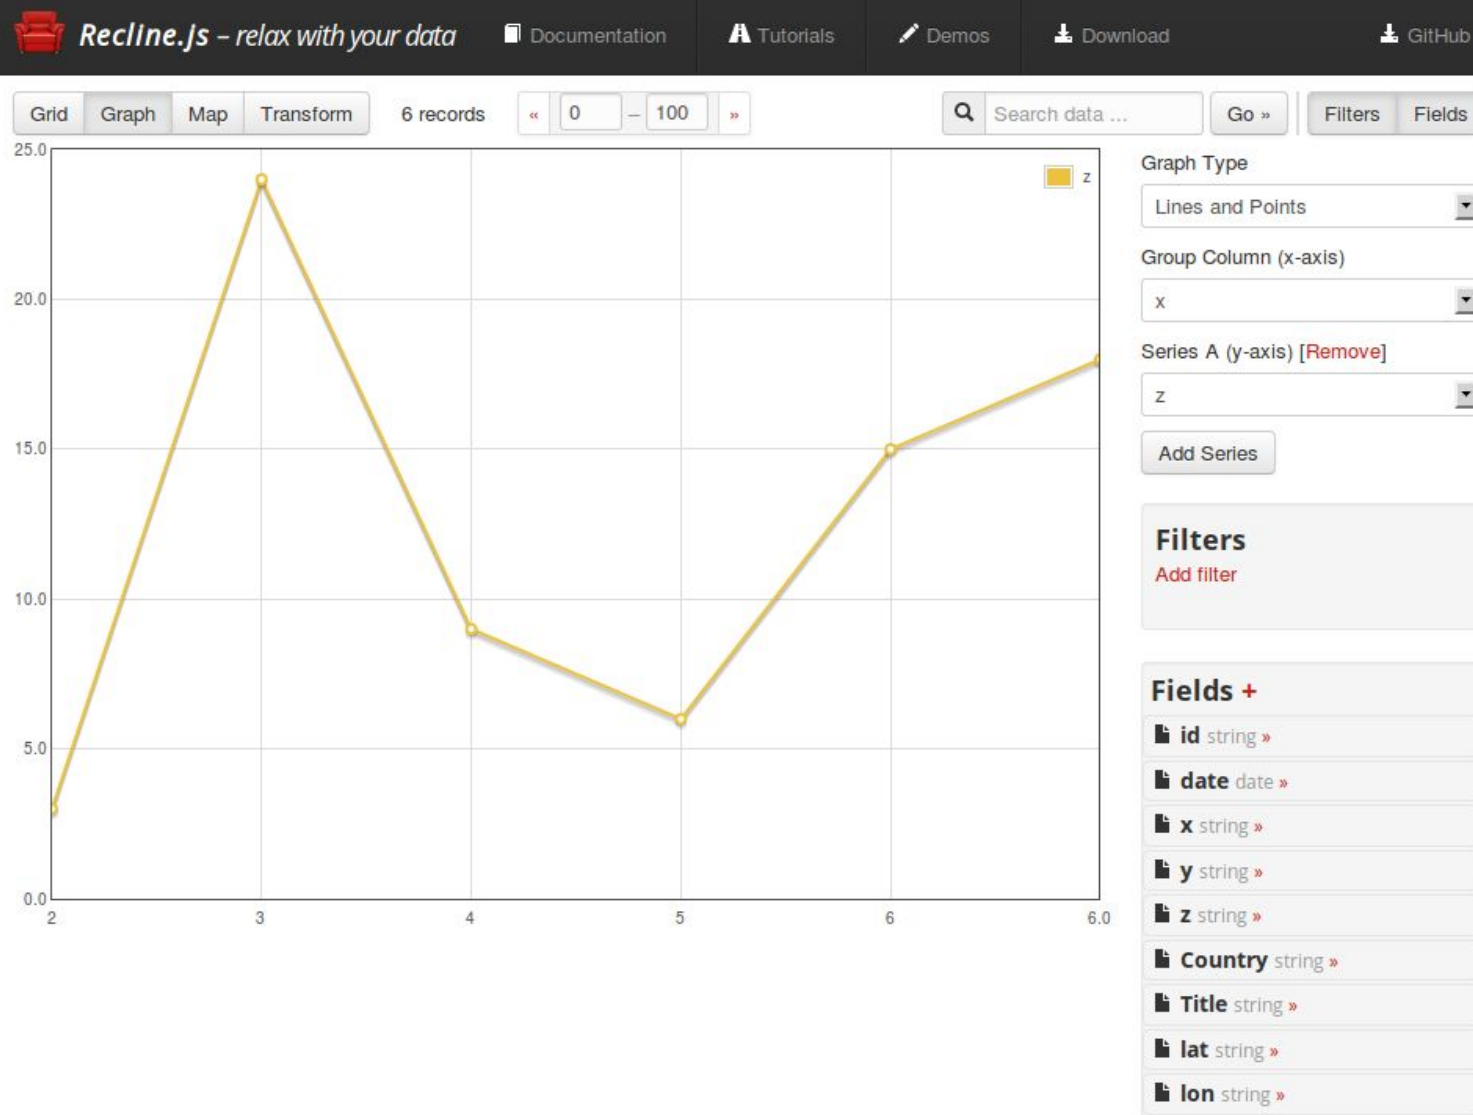 Recline.js – relax with your data Documentation Tutorials Demos Download GitHub
Grid Graph Map Transform 6 records « 0 – 100 » Search data ... Go » Filters Fields
25.0
20.0
15.0
10.0
5.0
0.0
2 3 4 5 6 6.0
z
Graph Type
Lines and Points
Group Column (x-axis)
x
Series A (y-axis) [Remove]
z
Add Series
Filters
Add filter
Fields +
id string »
date date »
x string »
y string »
z string »
Country string »
Title string »
lat string »
lon string »